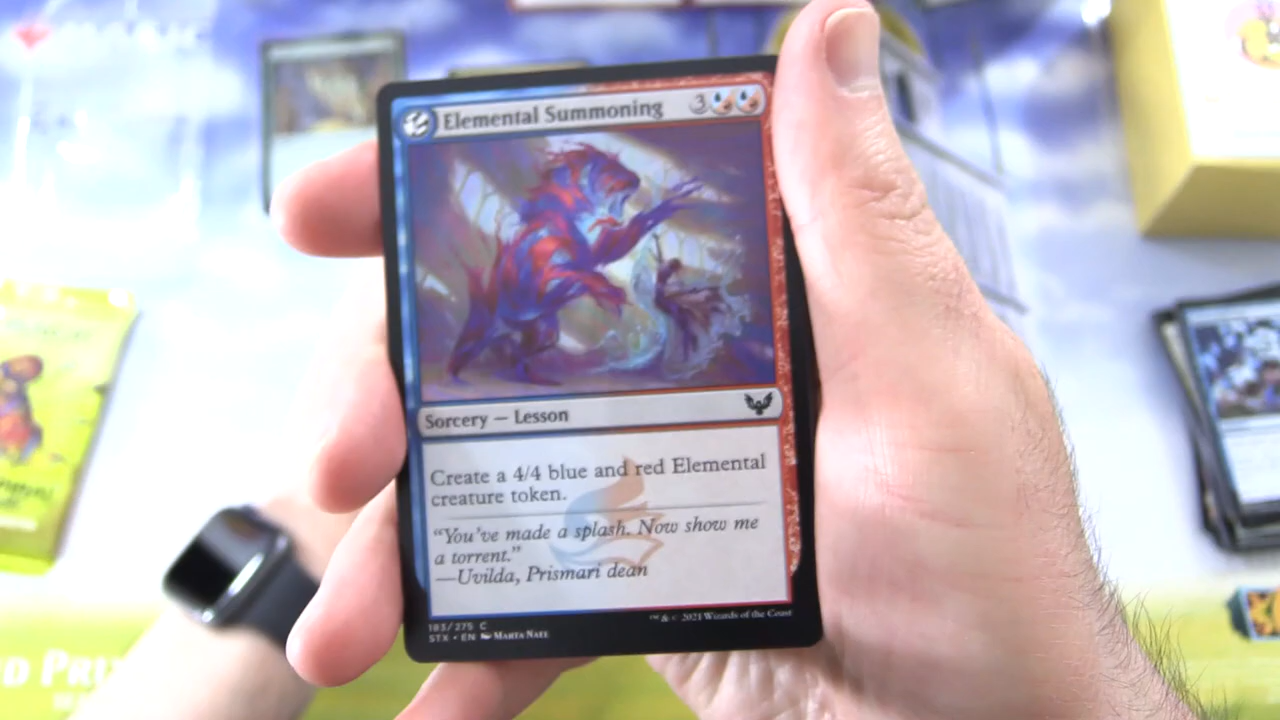 Elemental Summoning 3
Sorcery — Lesson
Create a 4/4 blue and red Elemental
creature token.
“You’ve made a splash. Now show me
a torrent.”
—Uvilda, Prismari dean
183/275 C
STX • EN Marta Nael
™ & © 2021 Wizards of the Coast